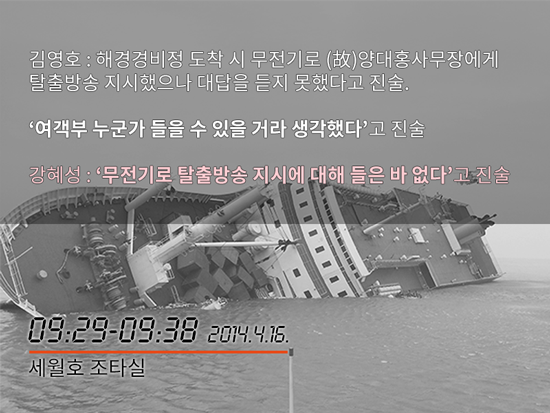 김영호 : 해경경비정 도착 시 무전기로 (故)양대홍사무장에게
탈출방송 지시했으나 대답을 듣지 못했다고 진술.
‘여객부 누군가 들을 수 있을 거라 생각했다’고 진술
강혜성 : ‘무전기로 탈출방송 지시에 대해 들은 바 없다’고 진술
09:29-09:38 2014.4.16.
세월호 조타실